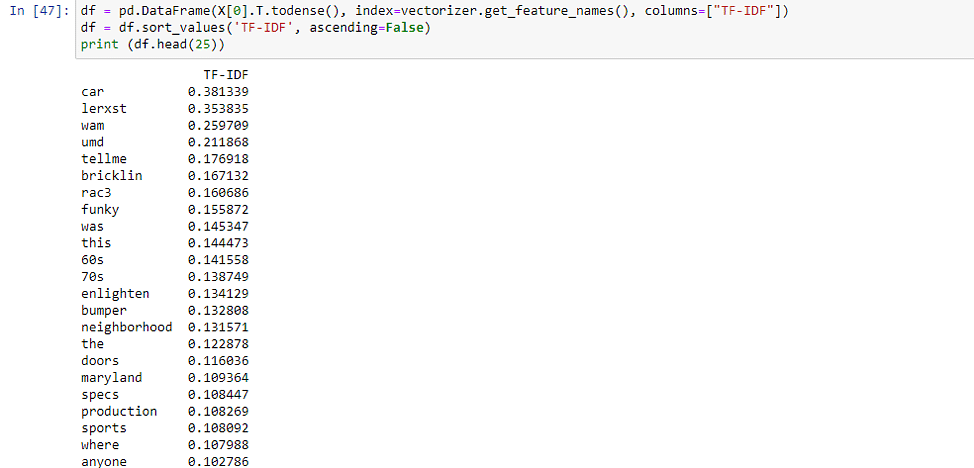 In [47]: df = pd.DataFrame(X[0].T.todense(), index=vectorizer.get_feature_names(), columns=["TF-IDF"])
df = df.sort_values('TF-IDF', ascending=False)
print (df.head(25))
TF-IDF
car 0.381339
lerxst 0.353835
wam 0.259709
umd 0.211868
tellme 0.176918
bricklin 0.167132
rac3 0.160686
funky 0.155872
was 0.145347
this 0.144473
60s 0.141558
70s 0.138749
enlighten 0.134129
bumper 0.132808
neighborhood 0.131571
the 0.122878
doors 0.116036
maryland 0.109364
specs 0.108447
production 0.108269
sports 0.108092
where 0.107988
anyone 0.102786